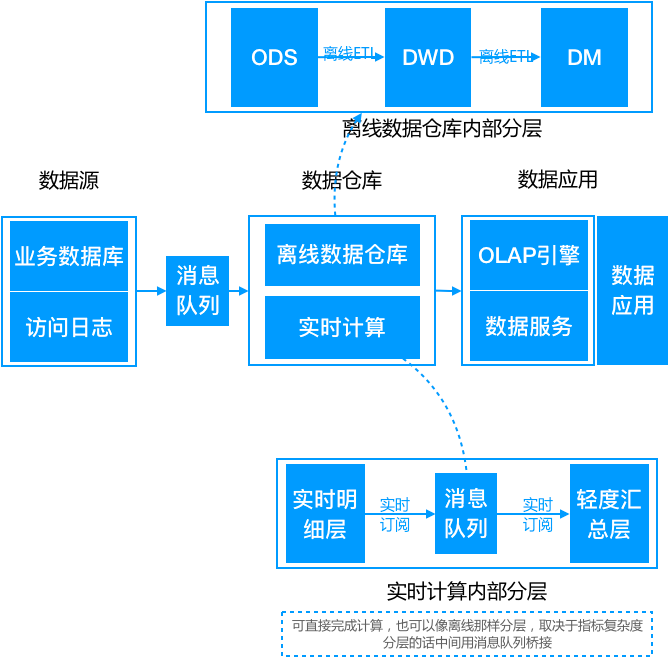 ODS
离线ETL
DWD
离线ETL
DM
离线数据仓库内部分层
数据源
数据仓库
数据应用
业务数据库
访问日志
消息
队列
离线数据仓库
实时计算
OLAP引擎
数据服务
数据
应用
实时明
细层
实时
订阅
消息
队列
实时
订阅
轻度汇
总层
实时计算内部分层
可直接完成计算，也可以像离线那样分层，取决于指标复杂度
分层的话中间用消息队列桥接